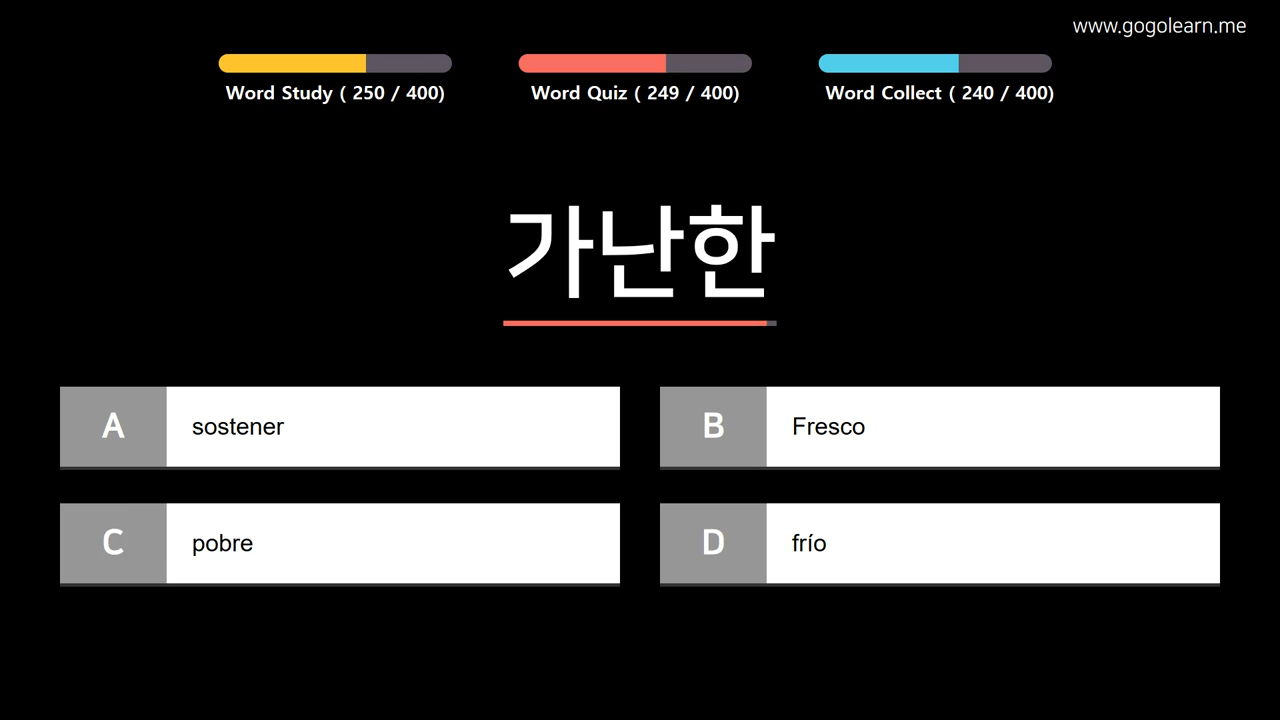 www.gogolearn.me
Word Study ( 250 / 400)
Word Quiz ( 249 / 400)
Word Collect ( 240 / 400)
가난한
A
sostener
B
Fresco
C
pobre
D
frío